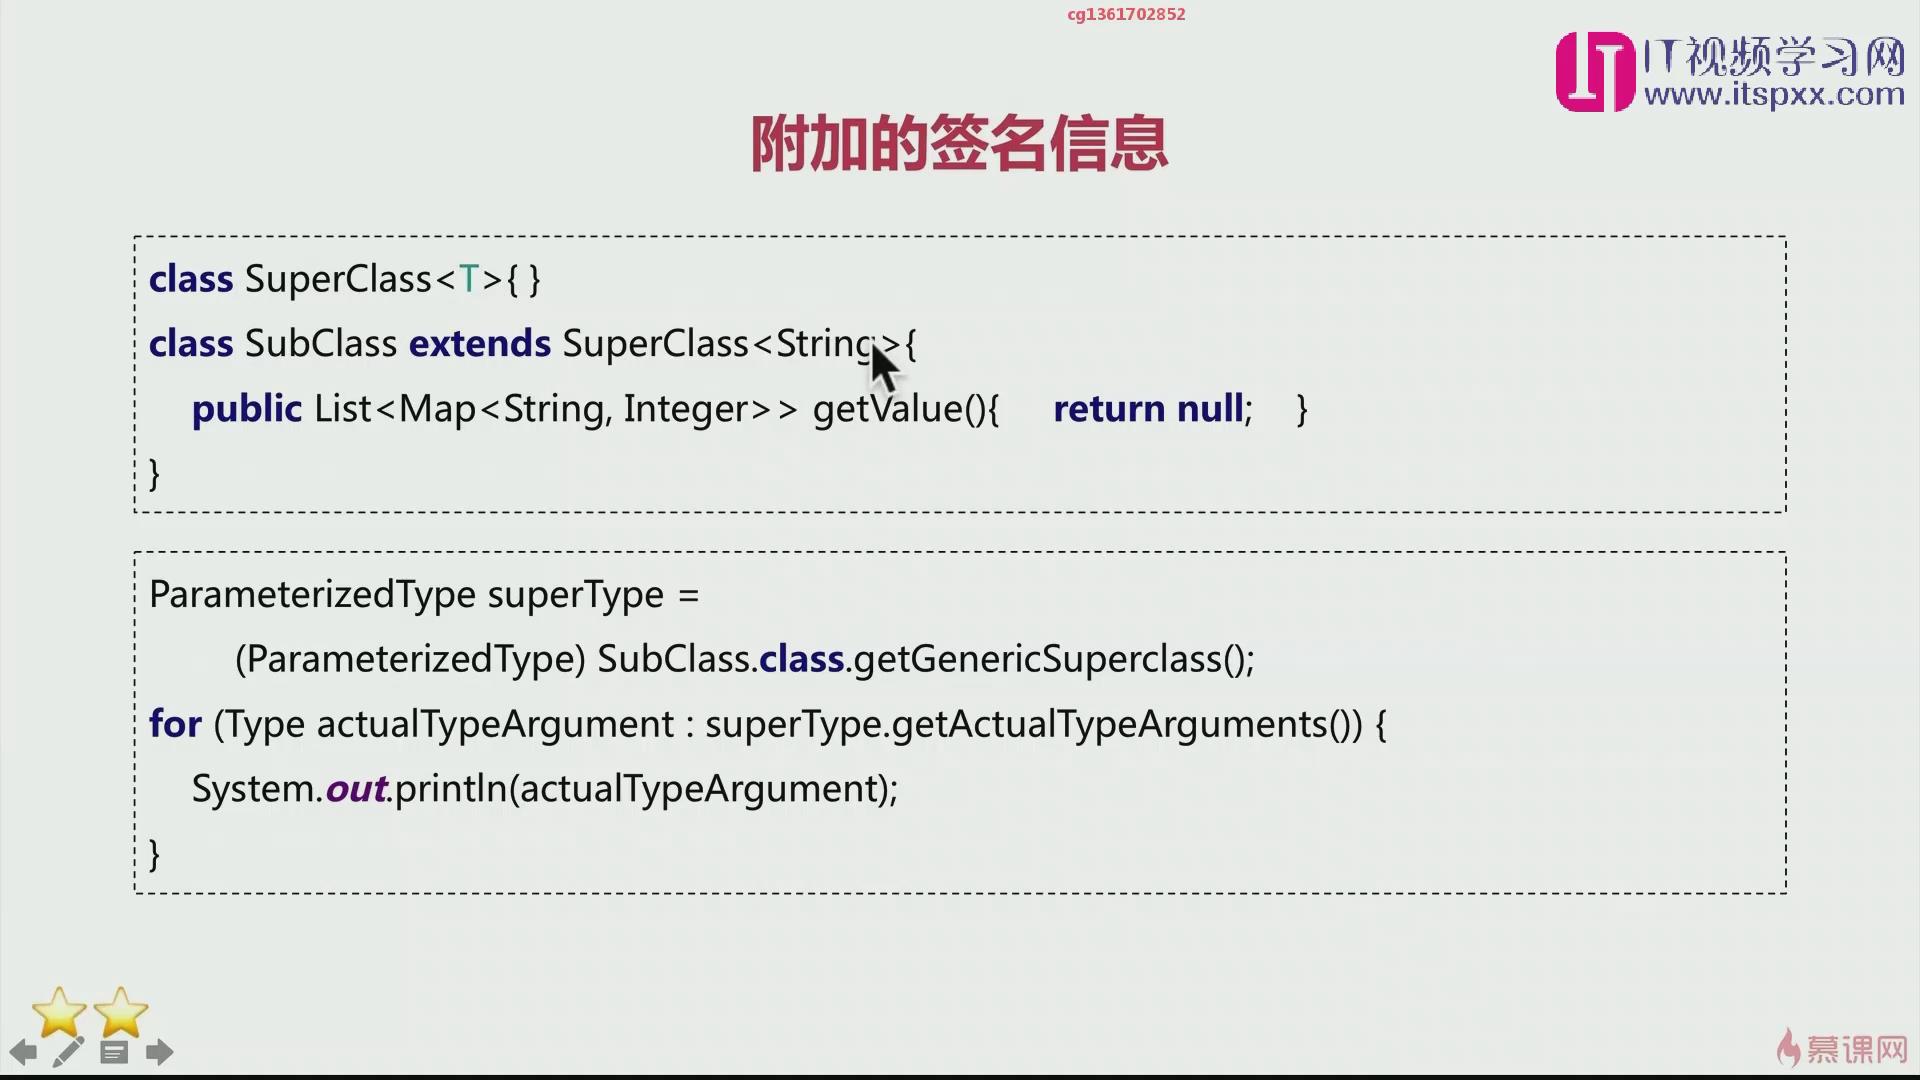 cg1361702852
IT视频学习网
www.itspxx.com
附加的签名信息
class SuperClass<T>{ }
class SubClass extends SuperClass<String>{
public List<Map<String, Integer>> getValue(){ return null; }
}
ParameterizedType superType =
(ParameterizedType) SubClass.class.getGenericSuperclass();
for (Type actualTypeArgument : superType.getActualTypeArguments()) {
System.out.println(actualTypeArgument);
}
慕课网